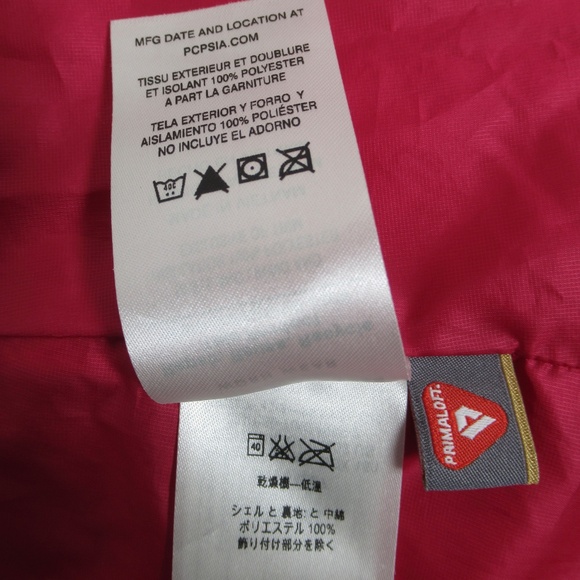 MFG DATE AND LOCATION AT
PCPSIA.COM
TISSU EXTERIEUR ET DOUBLURE
ET ISOLANT 100% POLYESTER
A PART LA GARNITURE
TELA EXTERIOR Y FORRO Y
AISLAMIENTO 100% POLIÉSTER
NO INCLUYE EL ADORNO
40
乾燥機—低温
シェル と 裏地: と 中綿
ポリエステル 100%
飾り付け部分を除く
PRIMALOFT